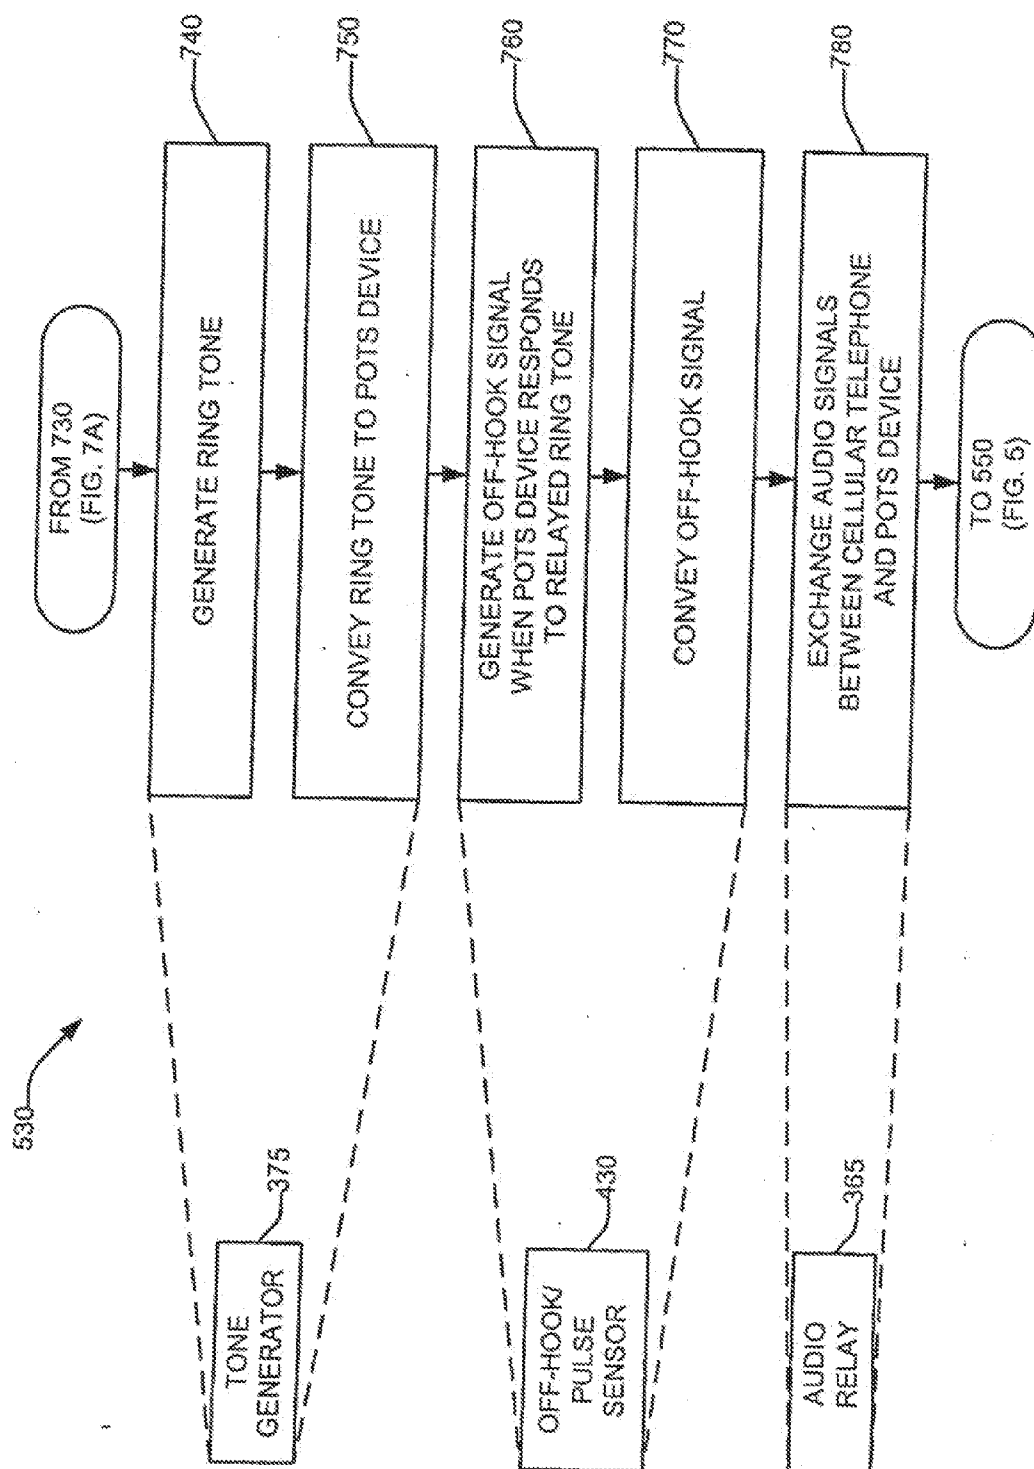 530
FROM 730
(FIG. 7A)
740
GENERATE RING TONE
750
CONVEY RING TONE TO POTS DEVICE
760
GENERATE OFF-HOOK SIGNAL
WHEN POTS DEVICE RESPONDS
TO RELAYED RING TONE
770
CONVEY OFF-HOOK SIGNAL
780
EXCHANGE AUDIO SIGNALS
BETWEEN CELLULAR TELEPHONE
AND POTS DEVICE
TO 550
(FIG. 5)
375
TONE
GENERATOR
430
OFF-HOOK/
PULSE
SENSOR
365
AUDIO
RELAY